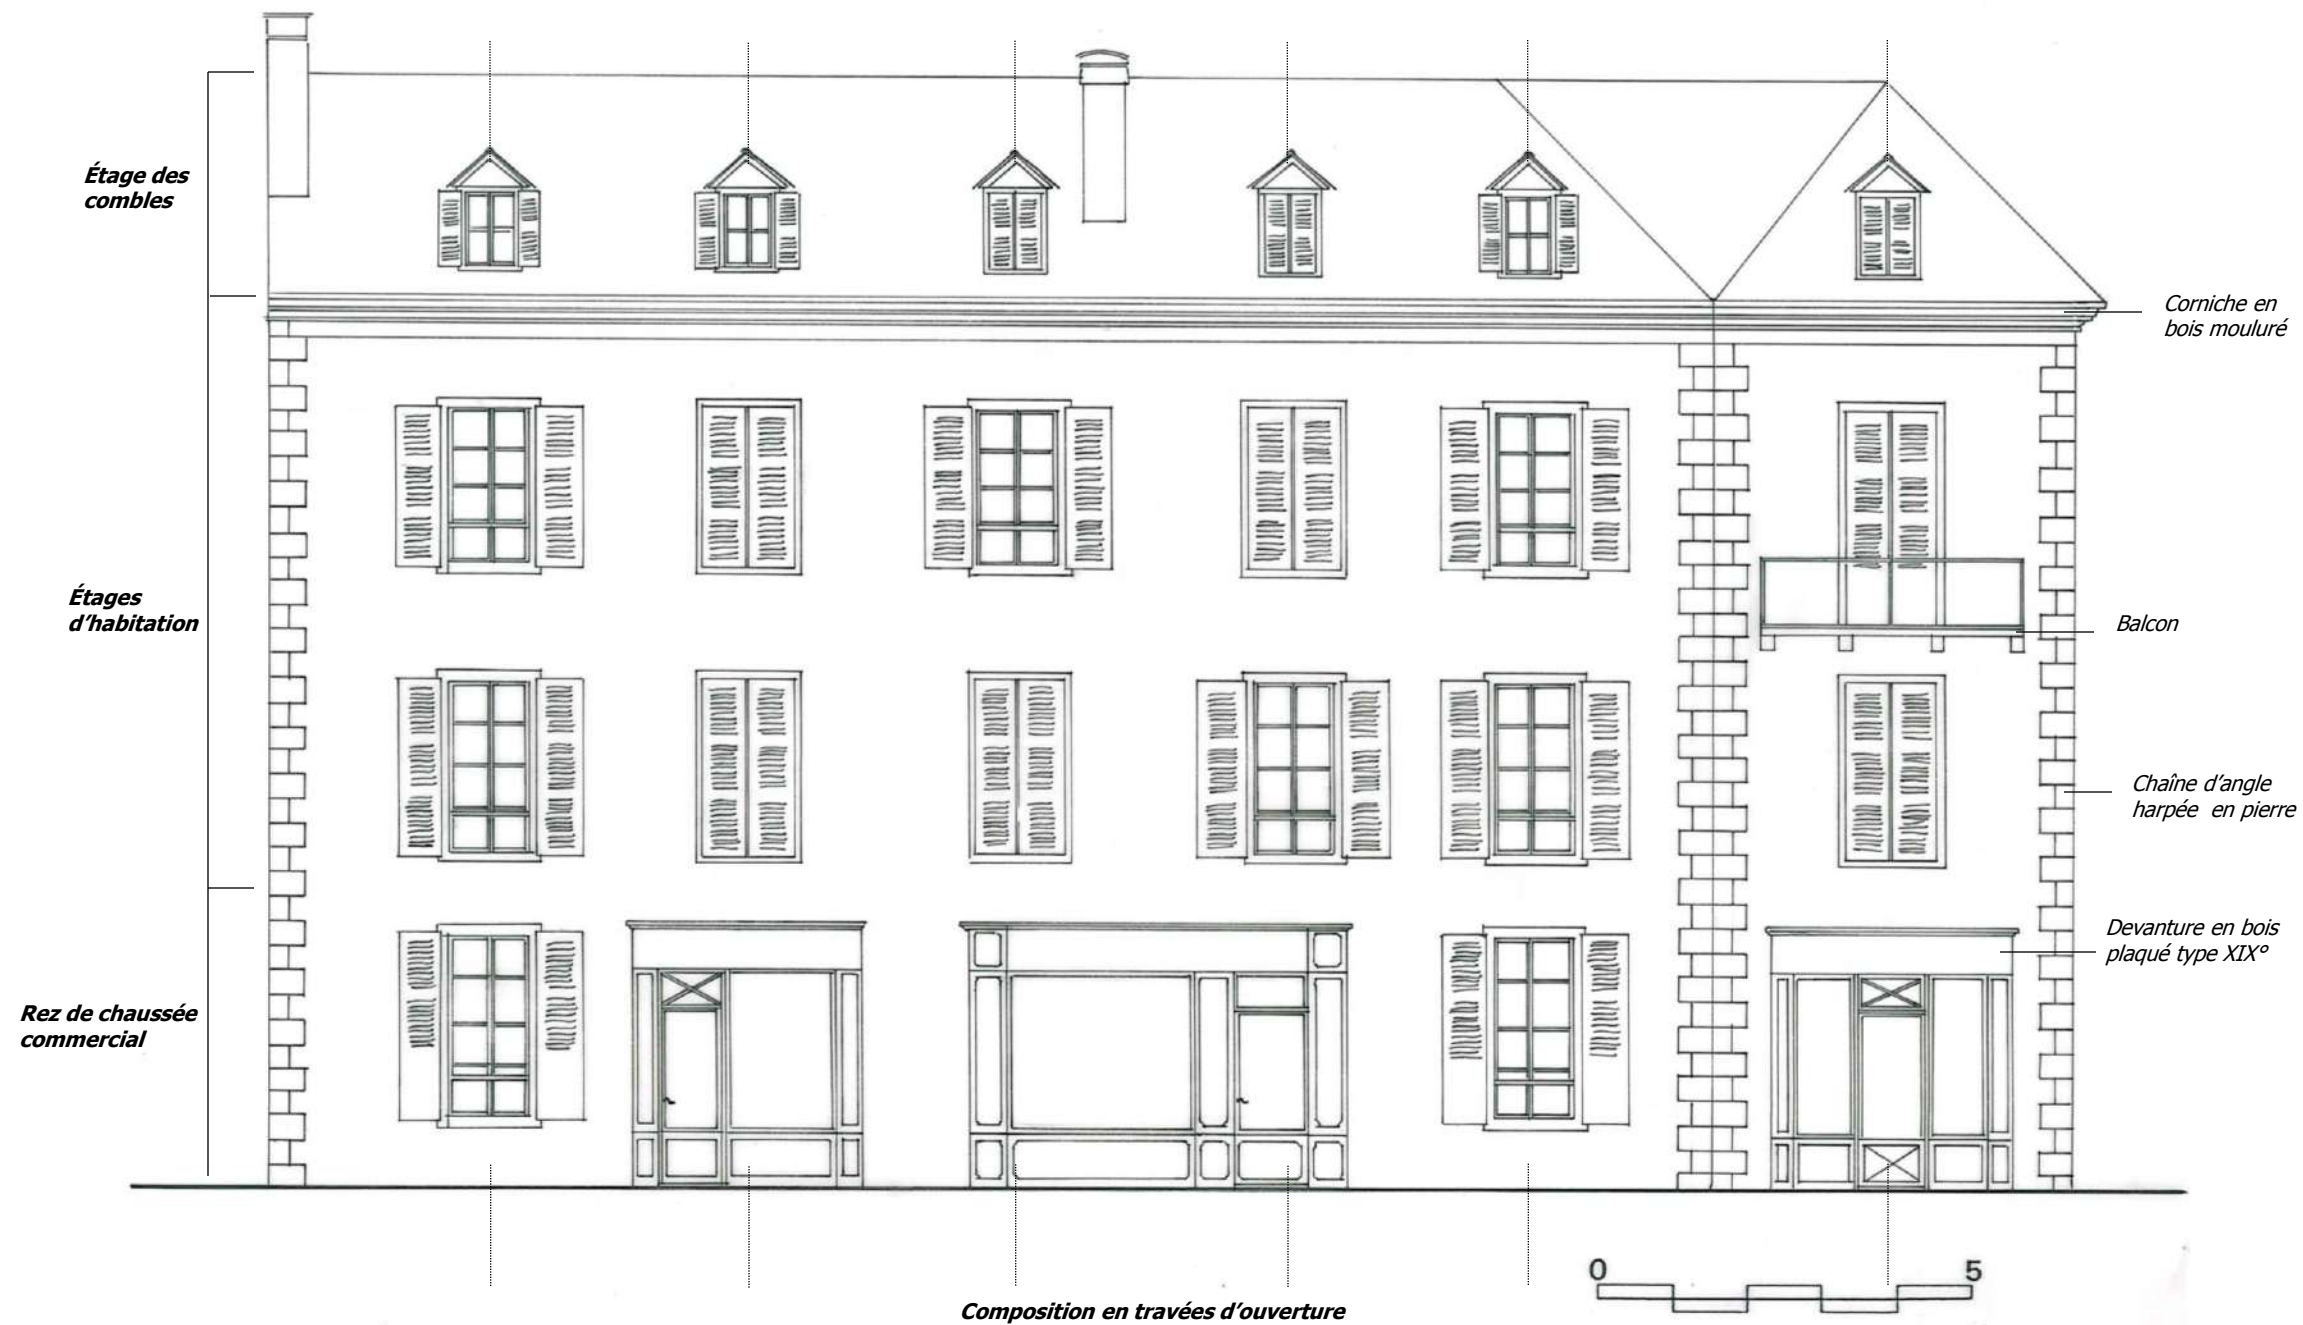 Étage des
combles
Corniche en
bois mouluré
Étages
d’habitation
Balcon
Chaîne d’angle
harpée en pierre
Devanture en bois
plaqué type XIX°
Rez de chaussée
commercial
0 5
Composition en travées d’ouverture